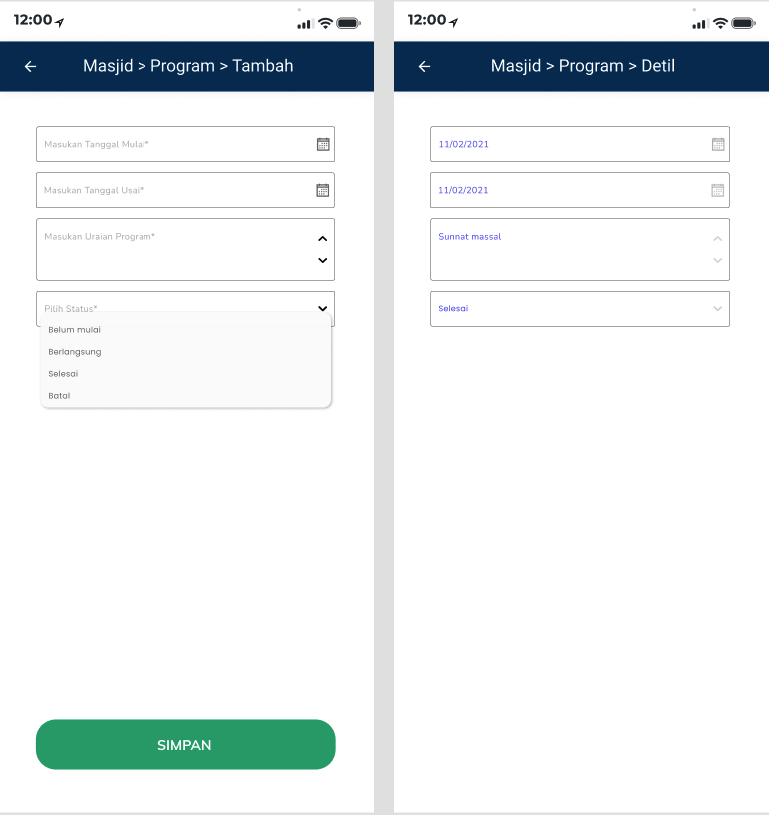 12:00
Masjid > Program > Tambah
Masukan Tanggal Mulai*
Masukan Tanggal Usai*
Masukan Uraian Program*
Pilih Status*
Belum mulai
Berlangsung
Selesai
Batal
SIMPAN
12:00
Masjid > Program > Detil
11/02/2021
11/02/2021
Sunnat massal
Selesai